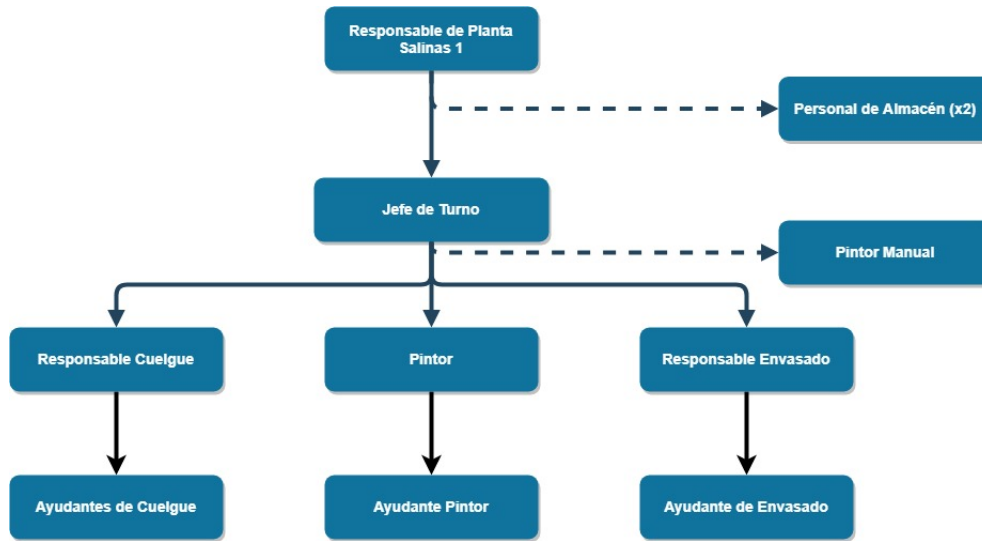 Responsable de Planta
Salinas 1
Personal de Almacén (x2)
Jefe de Turno
Pintor Manual
Responsable Cuelgue
Pintor
Responsable Envasado
Ayudantes de Cuelgue
Ayudante Pintor
Ayudante de Envasado